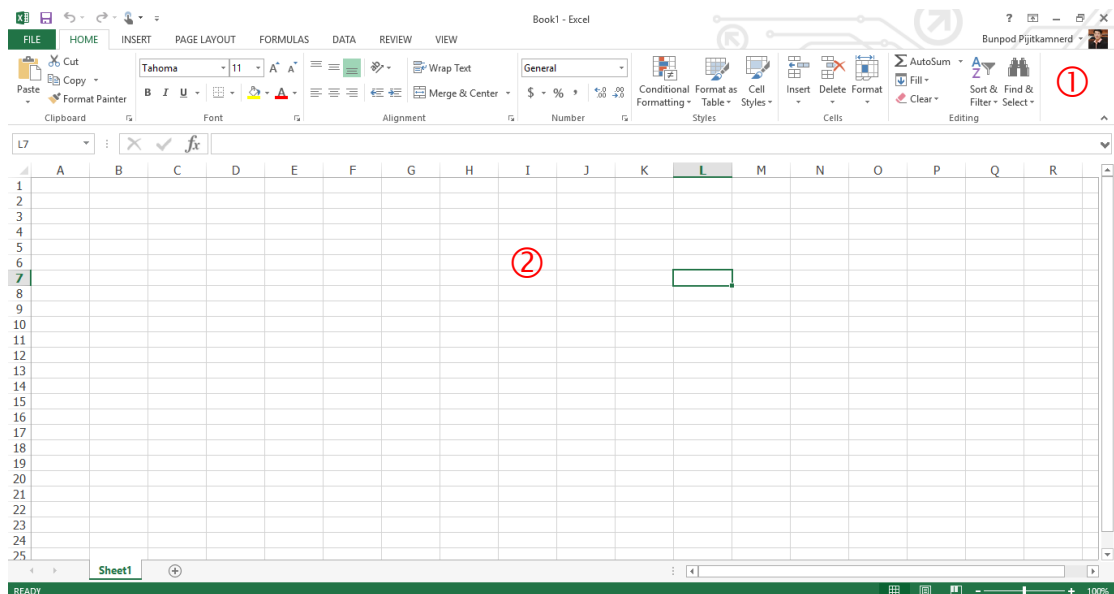 Book1 - Excel
?
FILE HOME INSERT PAGE LAYOUT FORMULAS DATA REVIEW VIEW Bunpod Pijitkamnerd
Paste Cut Copy Format Painter
Tahoma 11 A A
B I U A
Wrap Text
Merge & Center
General
$ % , .00 .00
Conditional Formatting Format as Table Cell Styles
Insert Delete Format
AutoSum Fill Clear
Sort & Filter Find & Select
①
Clipboard Font Alignment Number Styles Cells Editing
L7 fx
A B C D E F G H I J K L M N O P Q R
1
2
3
4
5
6
②
7
8
9
10
11
12
13
14
15
16
17
18
19
20
21
22
23
24
25
Sheet1
READY 100%